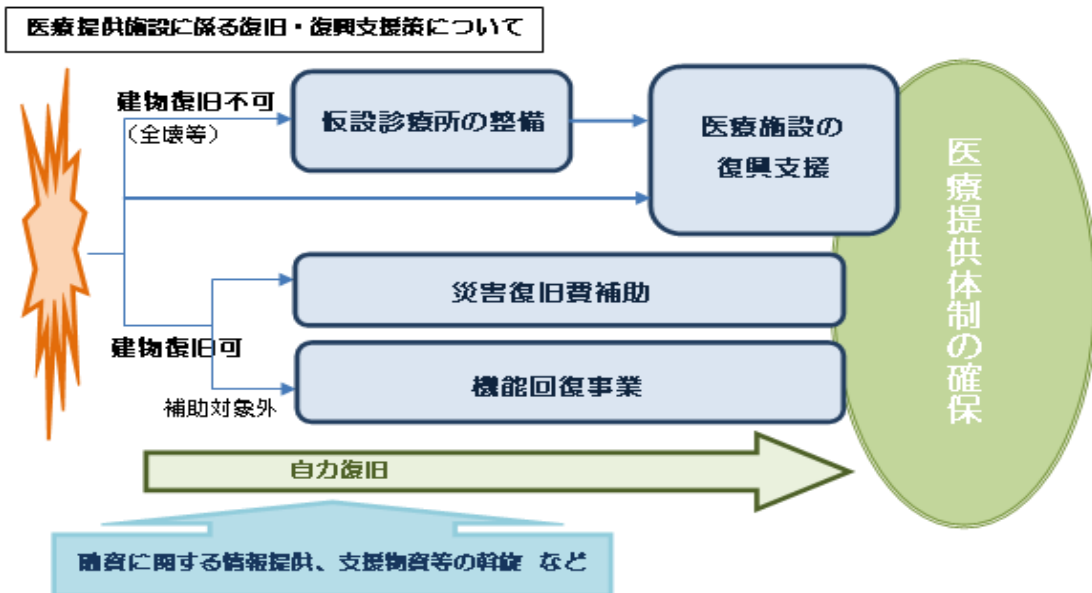 医療提供施設に係る復旧・復興支援策について
建物復旧不可
（全壊等）
仮設診療所の整備
医療施設の
復興支援
災害復旧費補助
建物復旧可
機能回復事業
補助対象外
医療提供体制の確保
自力復旧
融資に関する情報提供、支援物資等の斡旋 など